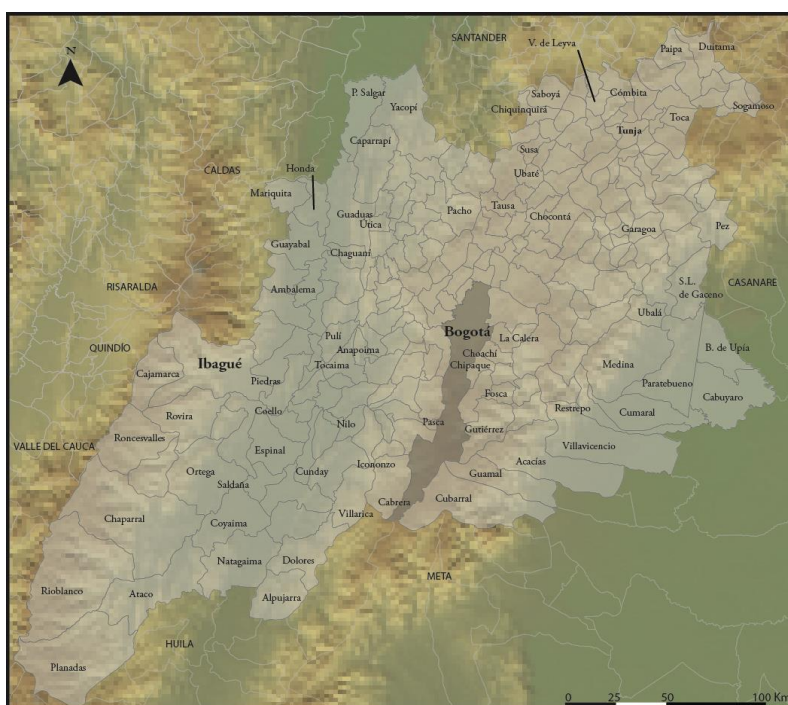 N
SANTANDER
V. de Leyva
Paipa
Duitama
P. Salgar
Yacopí
Saboyá
Cómbita
Chiquinquirá
Sogamoso
Toca
Tunja
Caparrapí
Susa
CALDAS
Honda
Ubaté
Mariquita
Tausa
Pacho
Guaduas
Chocontá
Útica
Garagoa
Pez
Guayabal
Chaguaní
S.L.
de Gaceno
CASANARE
RISARALDA
Ambalema
Ubalá
Bogotá
Pulí
La Calera
QUINDÍO
Anapoima
Choachí
B. de Upía
Ibagué
Tocaima
Chipaque
Medina
Cajamarca
Piedras
Paratebueno
Fosca
Cabuyaro
Rovira
Coello
Restrepo
Cumaral
Nilo
Pasca
Gutiérrez
Roncesvalles
VALLE DEL CAUCA
Espinal
Villavicencio
Icononzo
Acacías
Ortega
Cunday
Guamal
Saldaña
Cabrera
Cubarral
Villarica
Chaparral
Coyaima
Natagaima
Dolores
META
Rioblanco
Ataco
Alpujarra
HUILA
Planadas
0 25 50 100 Km